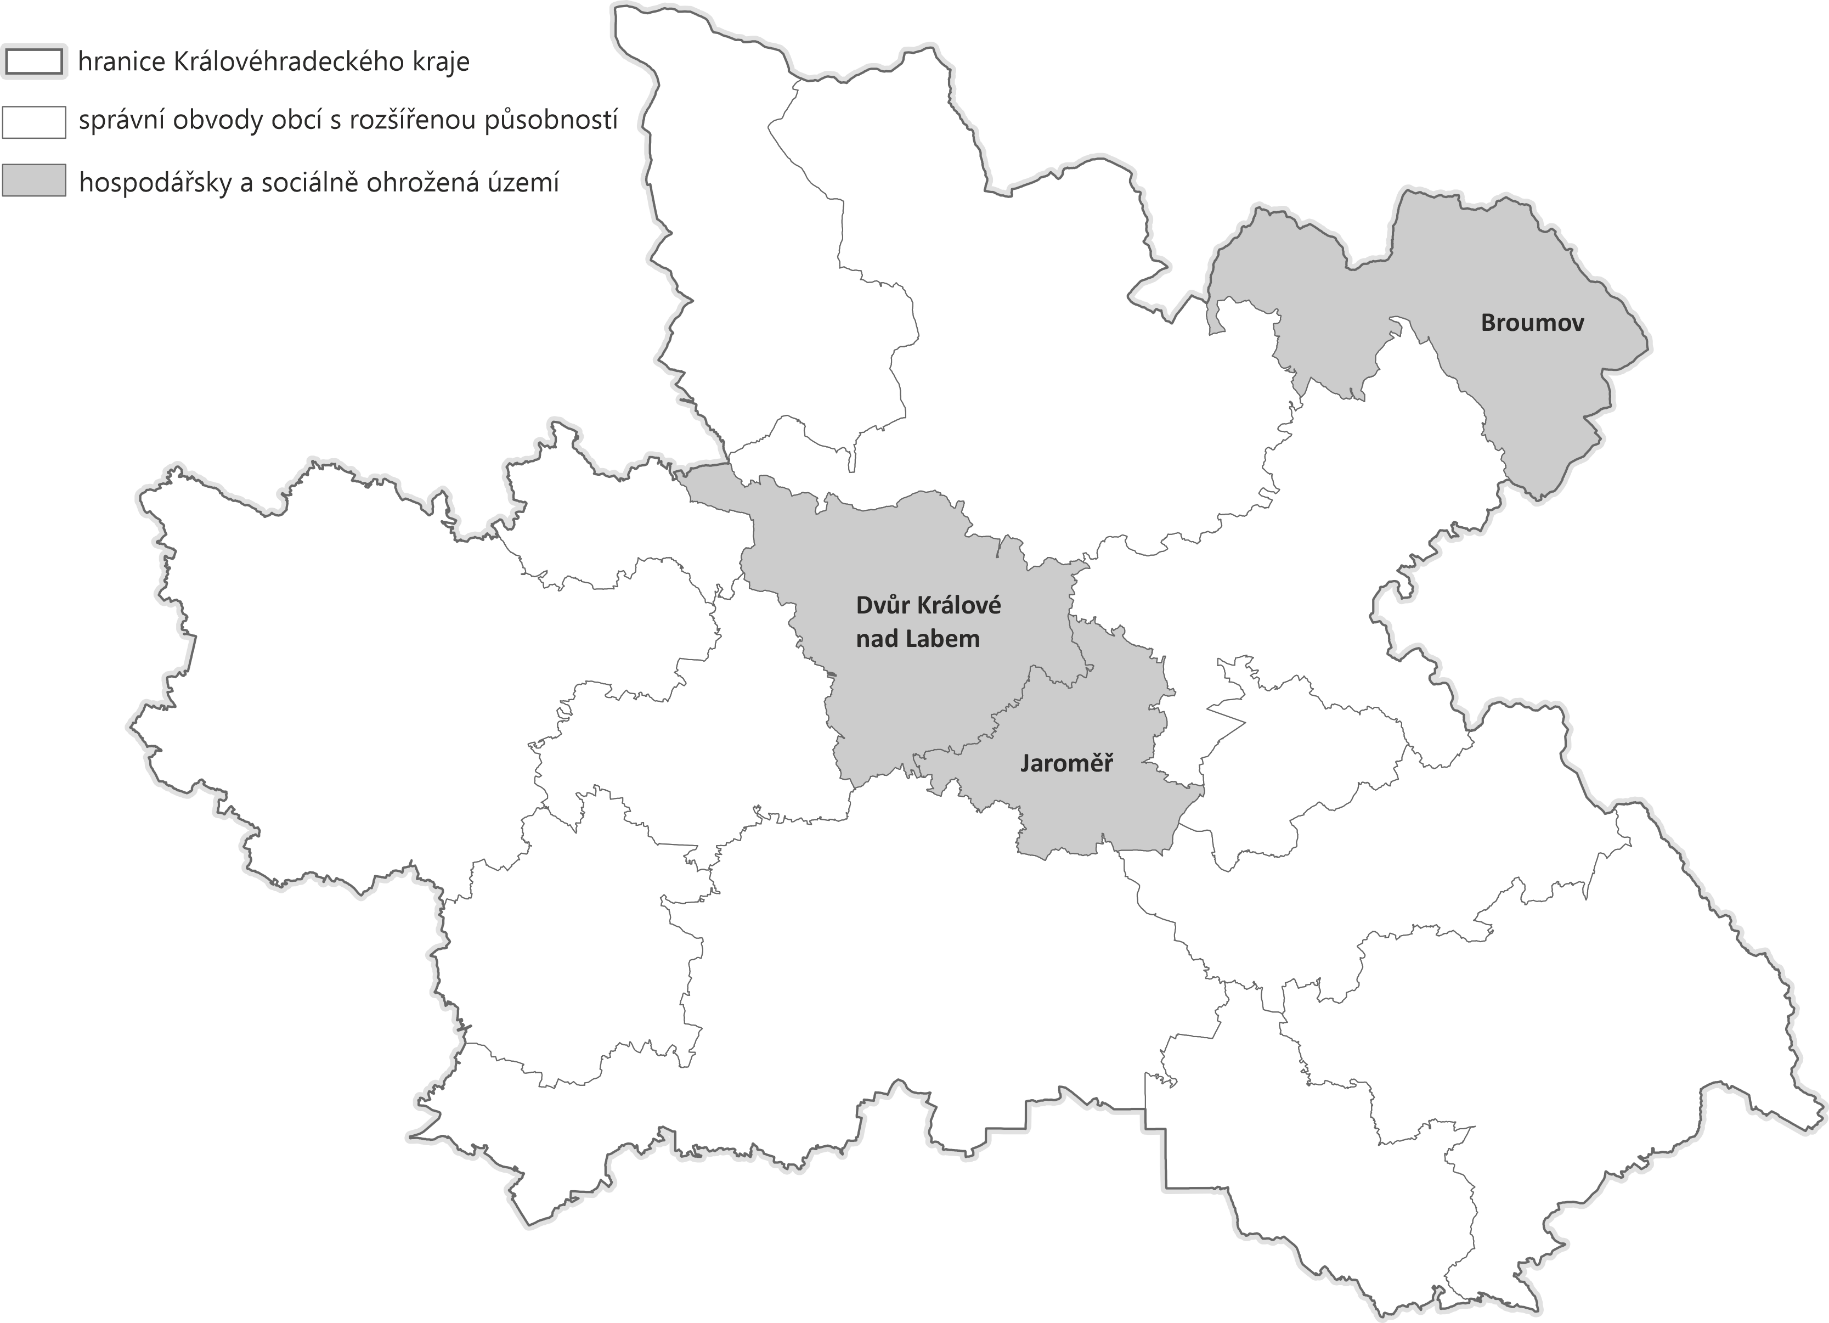 hranice Královéhradeckého kraje
správní obvody obcí s rozšířenou působností
hospodářsky a sociálně ohrožená území
Broumov
Dvůr Králové
nad Labem
Jaroměř